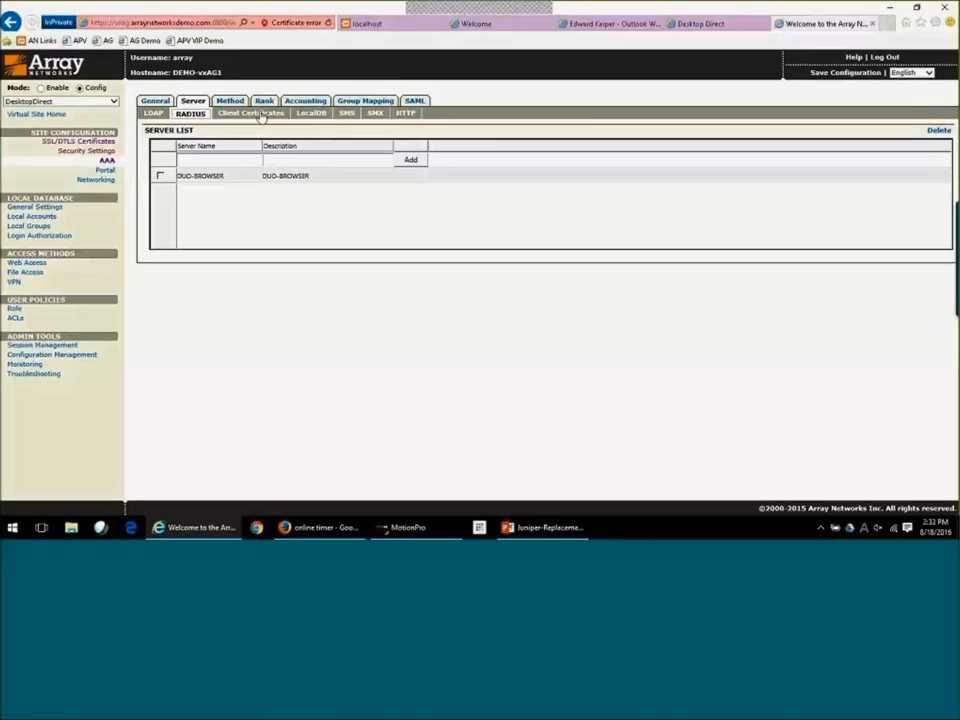 InPrivate https://vrsg.arraynetworksdemo.com:8889/ Certificate error localhost Welcome Edward Keiper - Outlook W... Desktop Direct Welcome to the Array N...
AN Links APV AG AG Demo APV VIP Demo
Array
NETWORKS
Username: array
Hostname: DEMO-vxAG1
Help | Log Out
Save Configuration | English
Mode: Enable Config
DesktopDirect
Virtual Site Home
SITE CONFIGURATION
SSL/DTLS Certificates
Security Settings
AAA
Portal
Networking
LOCAL DATABASE
General Settings
Local Accounts
Local Groups
Login Authorization
ACCESS METHODS
Web Access
File Access
VPN
USER POLICIES
Role
ACLs
ADMIN TOOLS
Session Management
Configuration Management
Monitoring
Troubleshooting
General Server Method Rank Accounting Group Mapping SAML
LDAP RADIUS Client Certificates LocalDB SMS SMX HTTP
SERVER LIST Delete
Server Name Description
Add
DUO-BROWSER DUO-BROWSER
©2000-2015 Array Networks Inc. All rights reserved.
Welcome to the Arr... online timer - Goo... MotionPro Juniper-Replaceme...
2:33 PM
8/18/2016